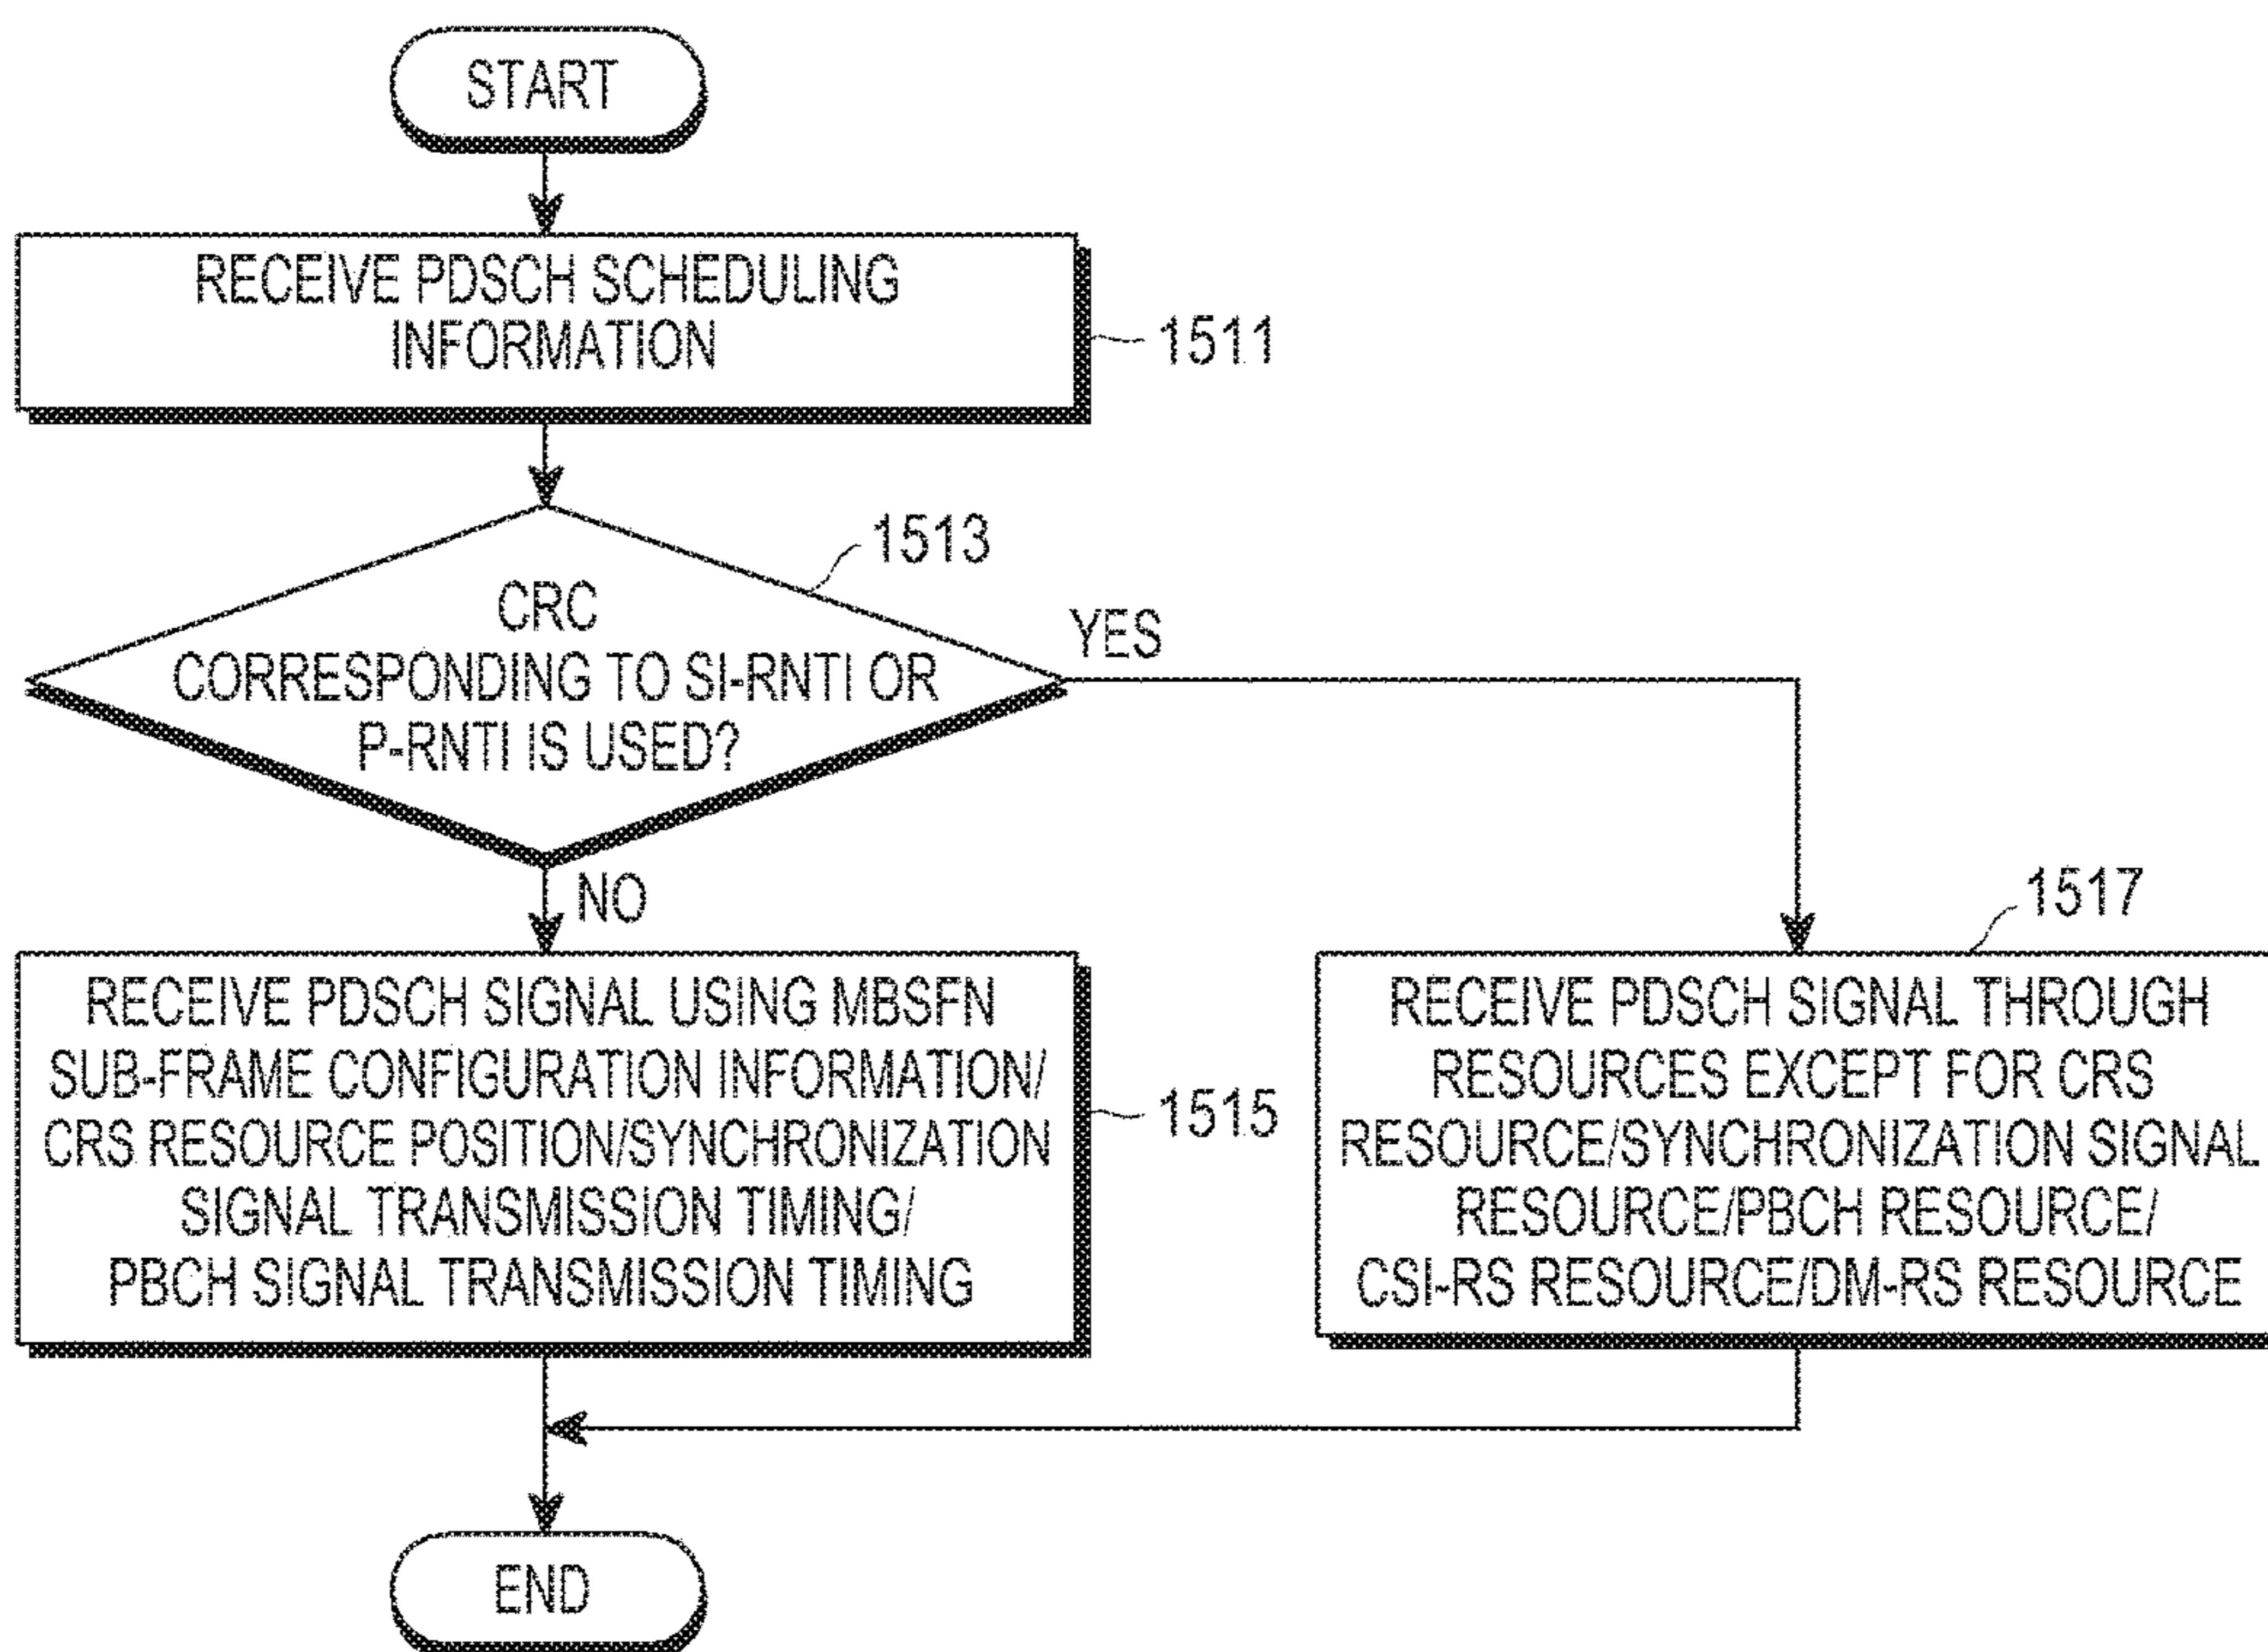 START
RECEIVE PDSCH SCHEDULING
INFORMATION
1511
1513
CRC
CORRESPONDING TO SI-RNTI OR
P-RNTI IS USED?
YES
NO
RECEIVE PDSCH SIGNAL USING MBSFN
SUB-FRAME CONFIGURATION INFORMATION/
CRS RESOURCE POSITION/SYNCHRONIZATION
SIGNAL TRANSMISSION TIMING/
PBCH SIGNAL TRANSMISSION TIMING
1515
1517
RECEIVE PDSCH SIGNAL THROUGH
RESOURCES EXCEPT FOR CRS
RESOURCE/SYNCHRONIZATION SIGNAL
RESOURCE/PBCH RESOURCE/
CSI-RS RESOURCE/DM-RS RESOURCE
END